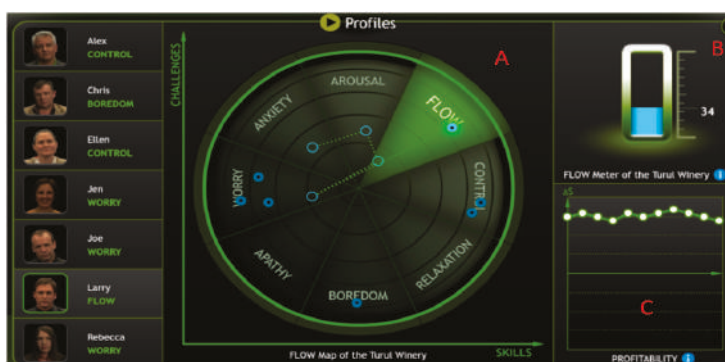 Profiles
Alex
CONTROL
Chris
BOREDOM
Ellen
CONTROL
Jen
WORRY
Joe
WORRY
Larry
FLOW
Rebecca
WORRY
CHALLENGES
A
AROUSAL
ANXIETY
FLOW
WORRY
CONTROL
APATHY
RELAXATION
BOREDOM
FLOW Map of the Turul Winery
SKILLS
B
34
FLOW Meter of the Turul Winery i
ΔS
C
PROFITABILITY i